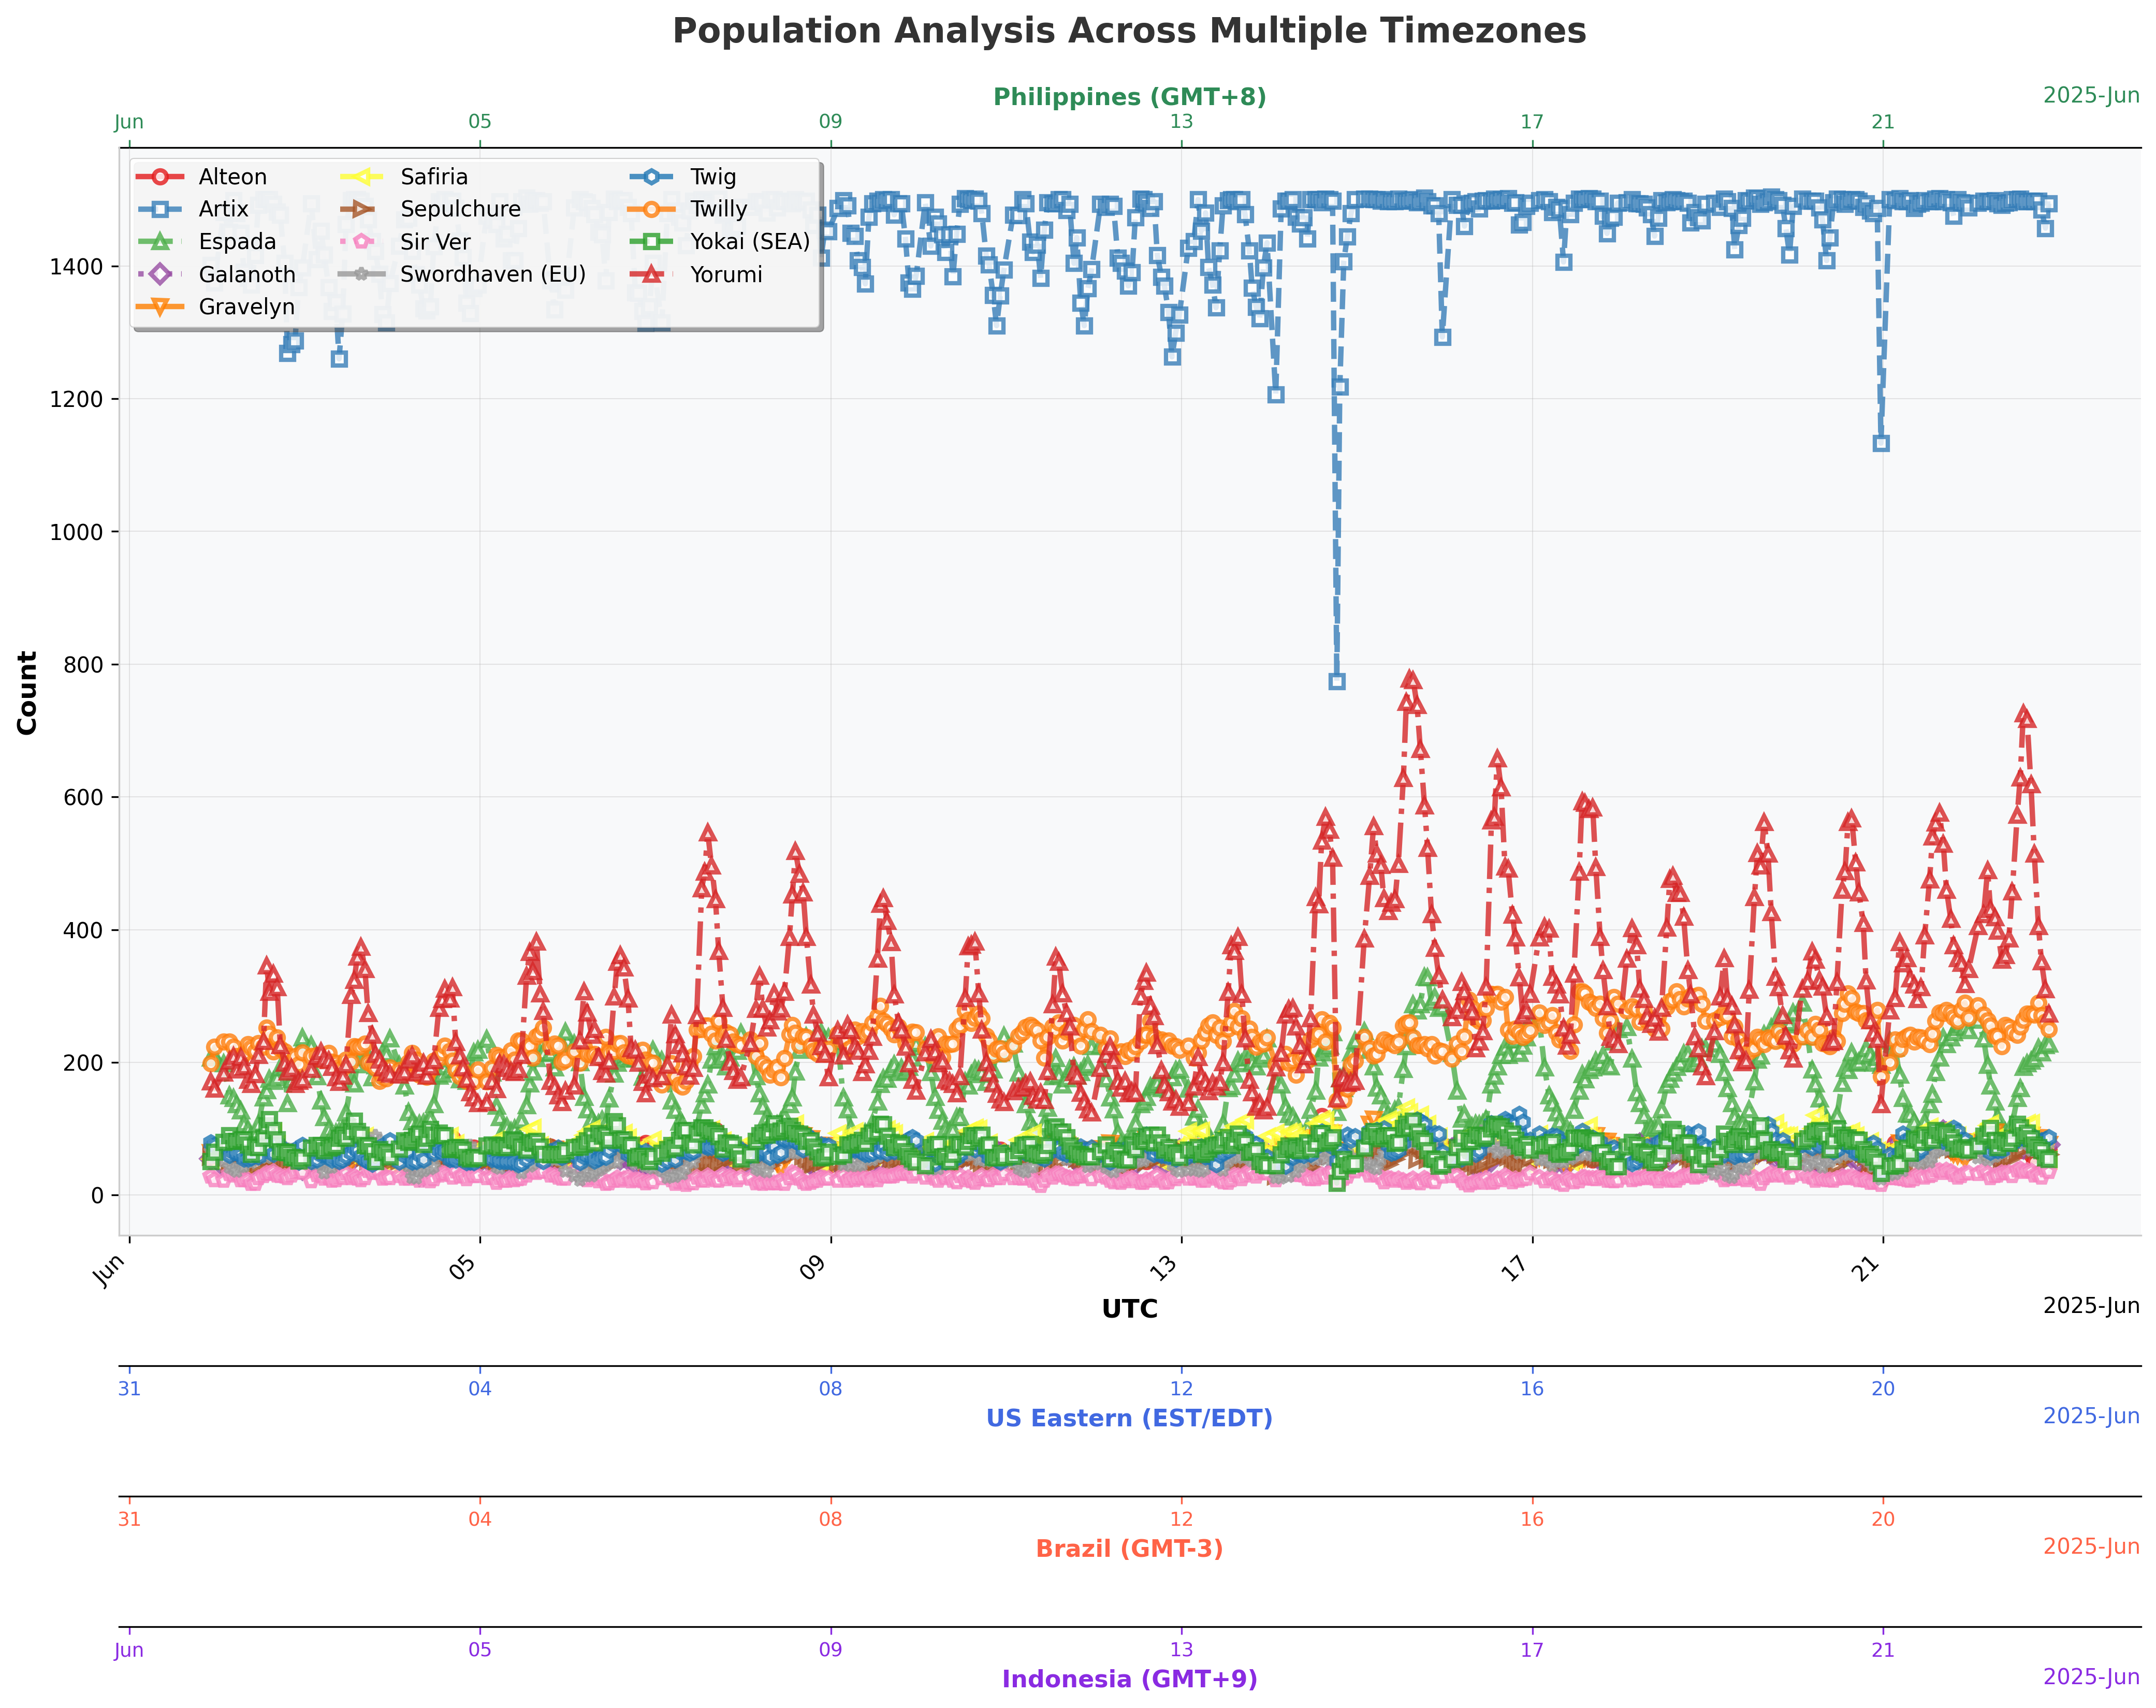 Population Analysis Across Multiple Timezones
Philippines (GMT+8)
2025-Jun
Jun 05 09 13 17 21
Alteon Safiria Twig
Artix Sepulchure Twilly
Espada Sir Ver Yokai (SEA)
Galanoth Swordhaven (EU) Yorumi
Gravelyn
1400
1200
1000
800
600
400
200
0
Count
Jun 05 09 13 17 21
UTC
2025-Jun
31 04 08 12 16 20
US Eastern (EST/EDT)
2025-Jun
31 04 08 12 16 20
Brazil (GMT-3)
2025-Jun
Jun 05 09 13 17 21
Indonesia (GMT+9)
2025-Jun